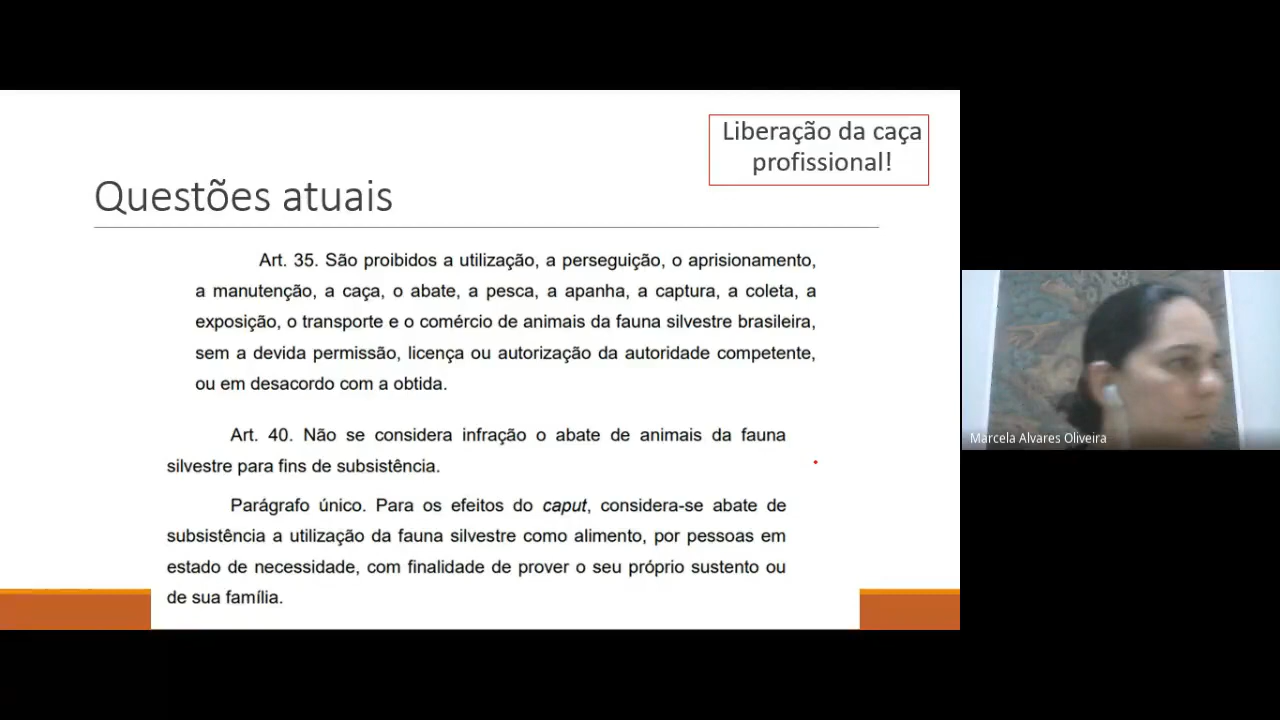 Liberação da caça
profissional!
Questões atuais
Art. 35. São proibidos a utilização, a perseguição, o aprisionamento,
a manutenção, a caça, o abate, a pesca, a apanha, a captura, a coleta, a
exposição, o transporte e o comércio de animais da fauna silvestre brasileira,
sem a devida permissão, licença ou autorização da autoridade competente,
ou em desacordo com a obtida.
Art. 40. Não se considera infração o abate de animais da fauna
silvestre para fins de subsistência.
Parágrafo único. Para os efeitos do caput, considera-se abate de
subsistência a utilização da fauna silvestre como alimento, por pessoas em
estado de necessidade, com finalidade de prover o seu próprio sustento ou
de sua família.
Marcela Alvares Oliveira